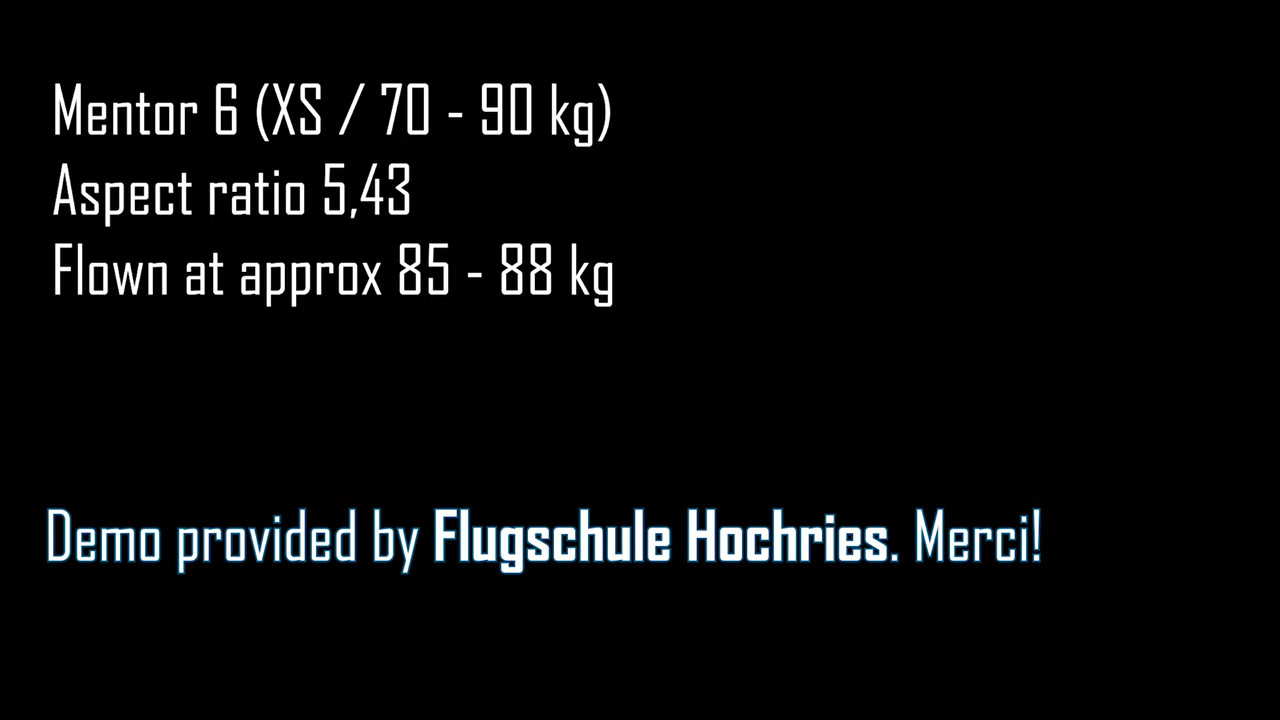 Mentor 6 (XS / 70 - 90 kg)
Aspect ratio 5,43
Flown at approx 85 - 88 kg
Demo provided by Flugschule Hochries. Merci!